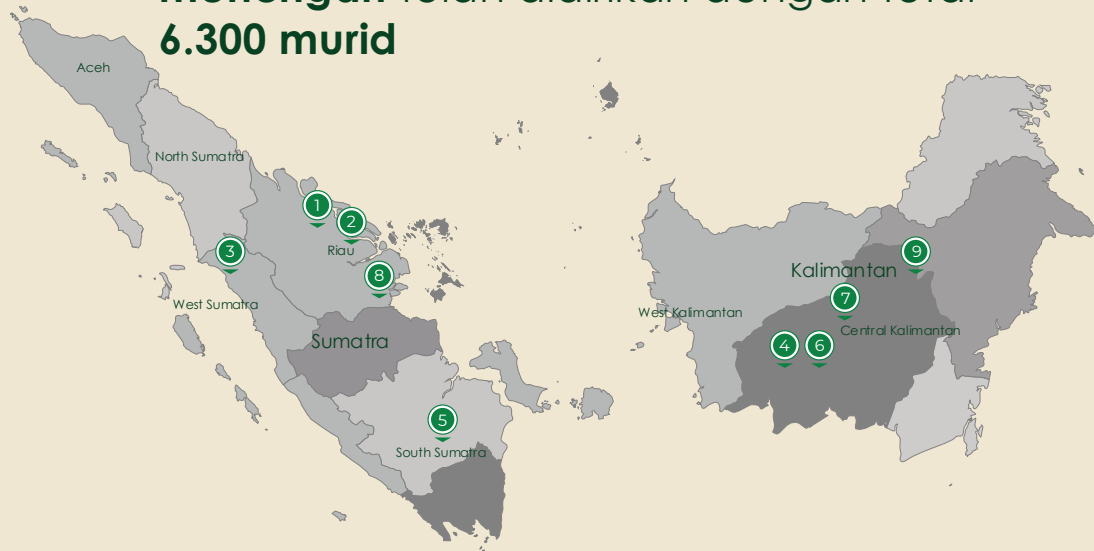 6.300 murid
Aceh
North Sumatra
1
2
Riau
3
8
West Sumatra
Sumatra
5
South Sumatra
9
Kalimantan
7
West Kalimantan
Central Kalimantan
4
6